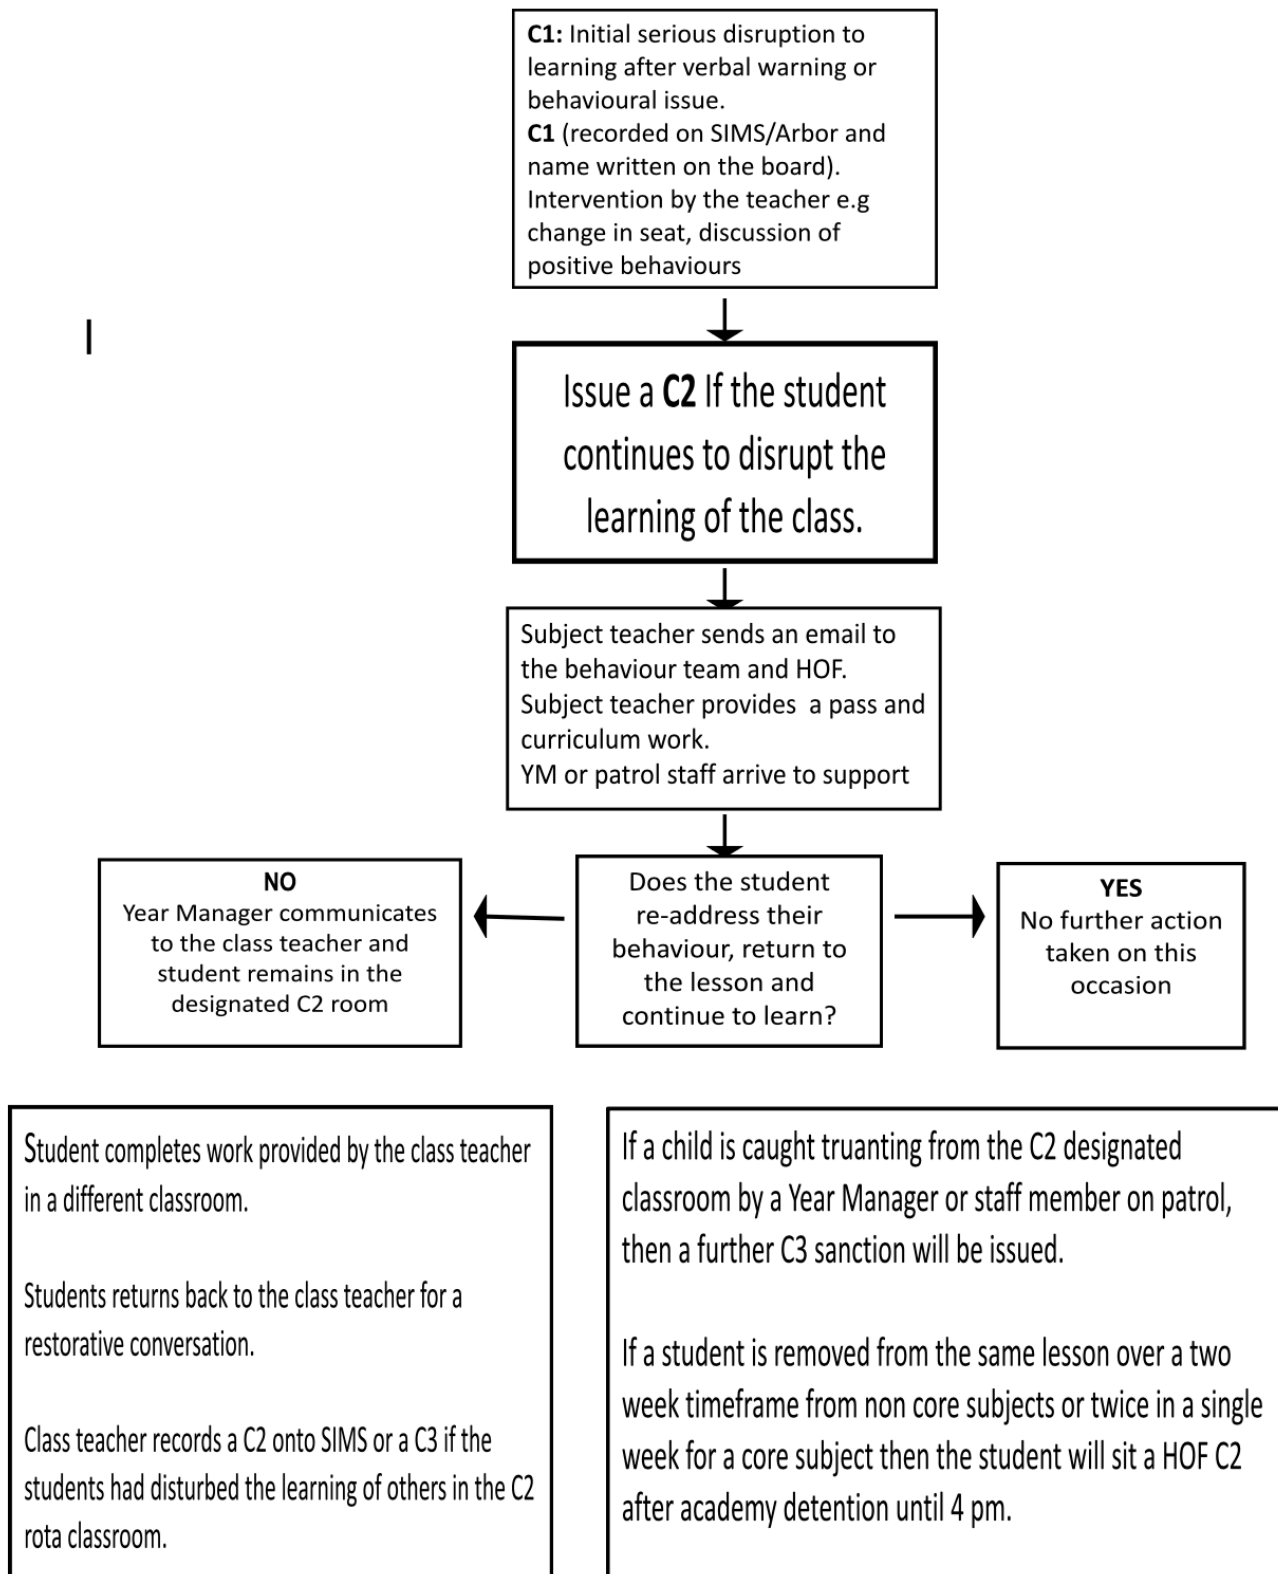 C1: Initial serious disruption to
learning after verbal warning or
behavioural issue.
C1 (recorded on SIMS/Arbor and
name written on the board).
Intervention by the teacher e.g
change in seat, discussion of
positive behaviours
Issue a C2 If the student
continues to disrupt the
learning of the class.
Subject teacher sends an email to
the behaviour team and HOF.
Subject teacher provides a pass and
curriculum work.
YM or patrol staff arrive to support
NO
Year Manager communicates
to the class teacher and
student remains in the
designated C2 room
Does the student
re-address their
behaviour, return to
the lesson and
continue to learn?
YES
No further action
taken on this
occasion
Student completes work provided by the class teacher
in a different classroom.
Students returns back to the class teacher for a
restorative conversation.
Class teacher records a C2 onto SIMS or a C3 if the
students had disturbed the learning of others in the C2
rota classroom.
If a child is caught truanting from the C2 designated
classroom by a Year Manager or staff member on patrol,
then a further C3 sanction will be issued.
If a student is removed from the same lesson over a two
week timeframe from non core subjects or twice in a single
week for a core subject then the student will sit a HOF C2
after academy detention until 4 pm.